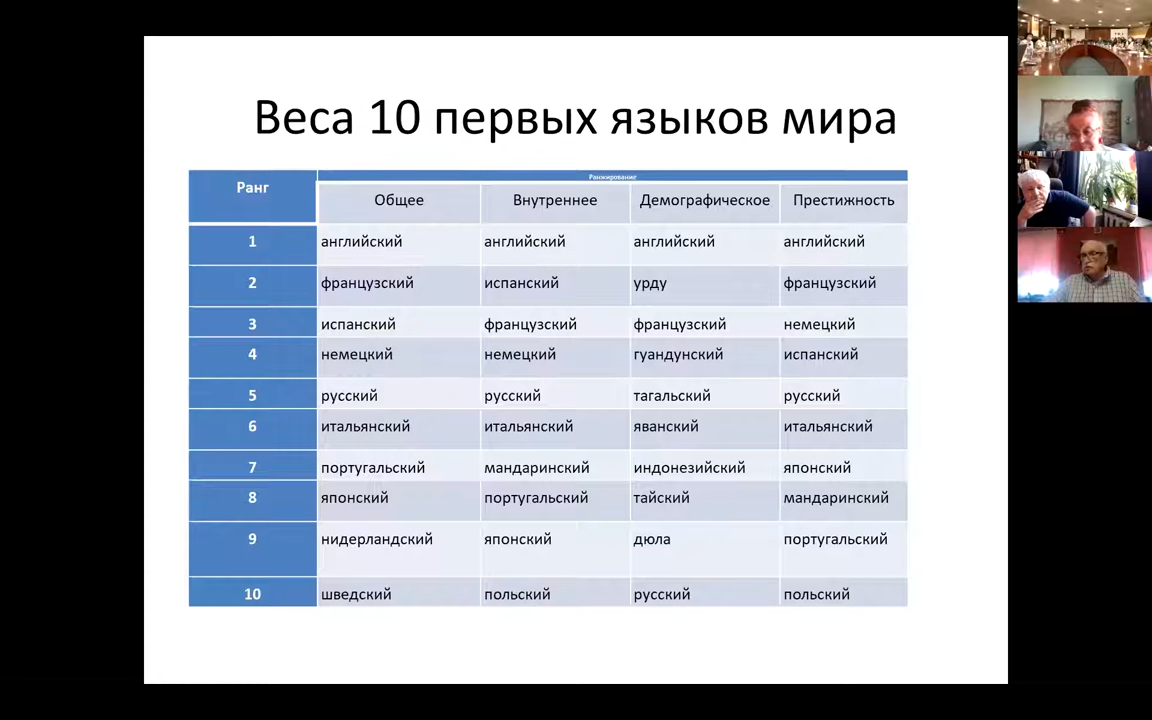 Веса 10 первых языков мира
Ранг
Ранжирование
Общее Внутреннее Демографическое Престижность
1 английский английский английский английский
2 французский испанский урду французский
3 испанский французский французский немецкий
4 немецкий немецкий гуандунский испанский
5 русский русский тагальский русский
6 итальянский итальянский яванский итальянский
7 португальский мандаринский индонезийский японский
8 японский португальский тайский мандаринский
9 нидерландский японский дюла португальский
10 шведский польский русский польский